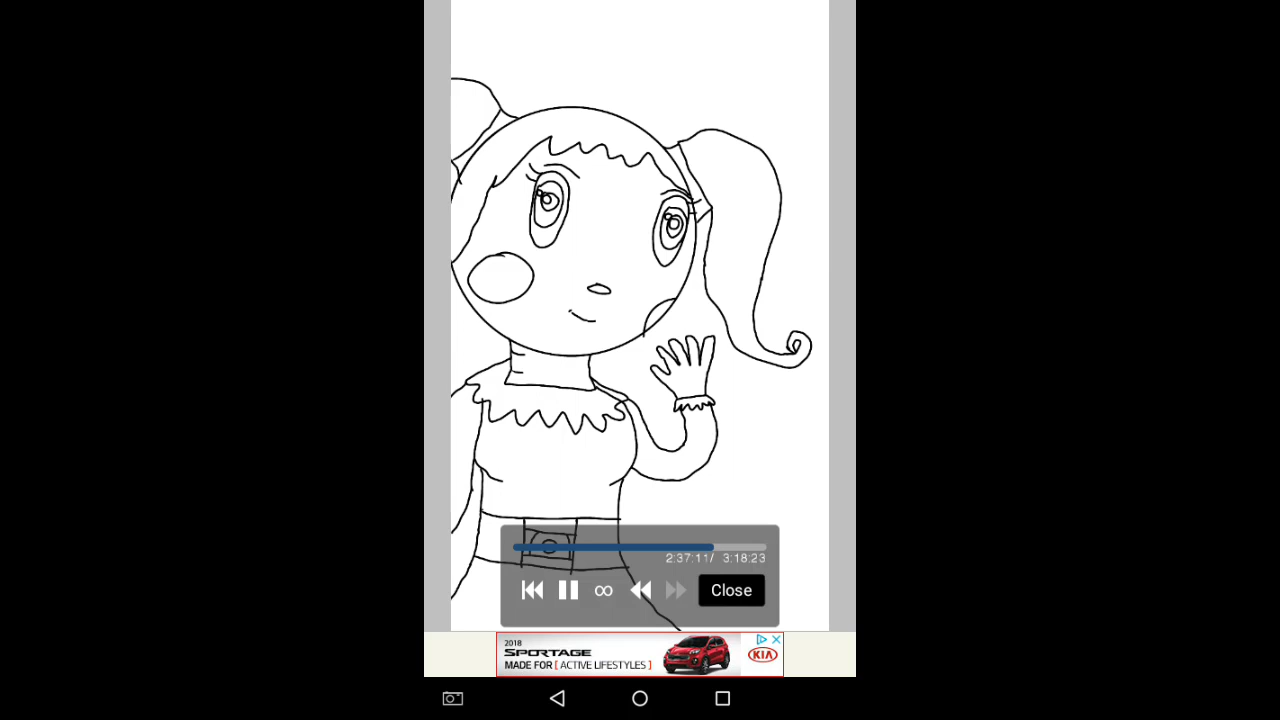 2:37:11/ 3:18:23
Close
2018
SPORTAGE
MADE FOR [ ACTIVE LIFESTYLES ]
KIA